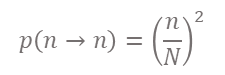 p(n → n) = (n/N)²